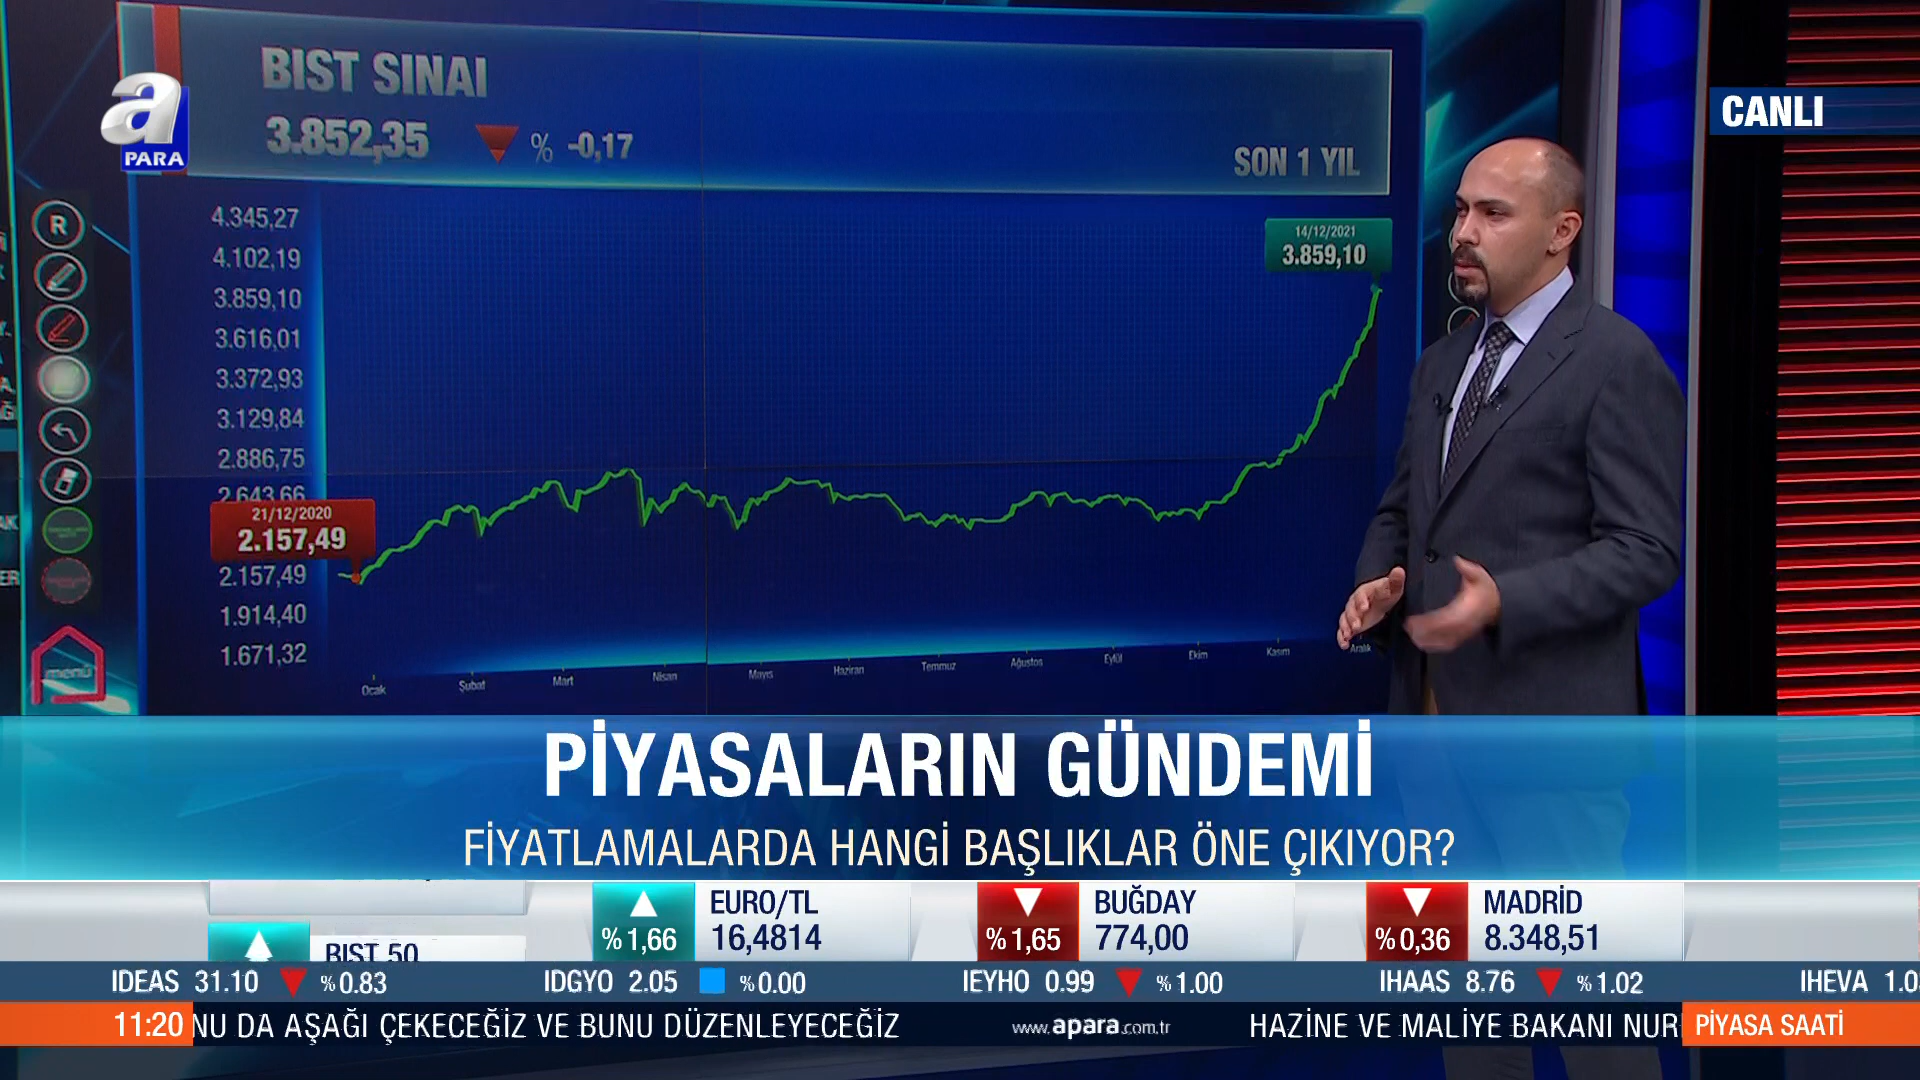 BIST SINAI
3.852,35 % -0,17
SON 1 YIL
a
PARA
CANLI
R
4.345,27
4.102,19
3.859,10
3.616,01
3.372,93
3.129,84
2.886,75
2.643,66
2.157,49
1.914,40
1.671,32
14/12/2021
3.859,10
21/12/2020
2.157,49
Ocak Şubat Mart Nisan Mayıs Haziran Temmuz Ağustos Eylül Ekim Kasım Aralık
menü
PİYASALARIN GÜNDEMİ
FİYATLAMALARDA HANGİ BAŞLIKLAR ÖNE ÇIKIYOR?
BIST 50
% 1,66 EURO/TL 16,4814
% 1,65 BUĞDAY 774,00
% 0,36 MADRİD 8.348,51
IDEAS 31.10 % 0.83 IDGYO 2.05 % 0.00 IEYHO 0.99 % 1.00 IHAAS 8.76 % 1.02 IHEVA
11:20 NU DA AŞAĞI ÇEKECEĞİZ VE BUNU DÜZENLEYECEĞİZ www.apara.com.tr HAZİNE VE MALİYE BAKANI NUR PİYASA SAATİ